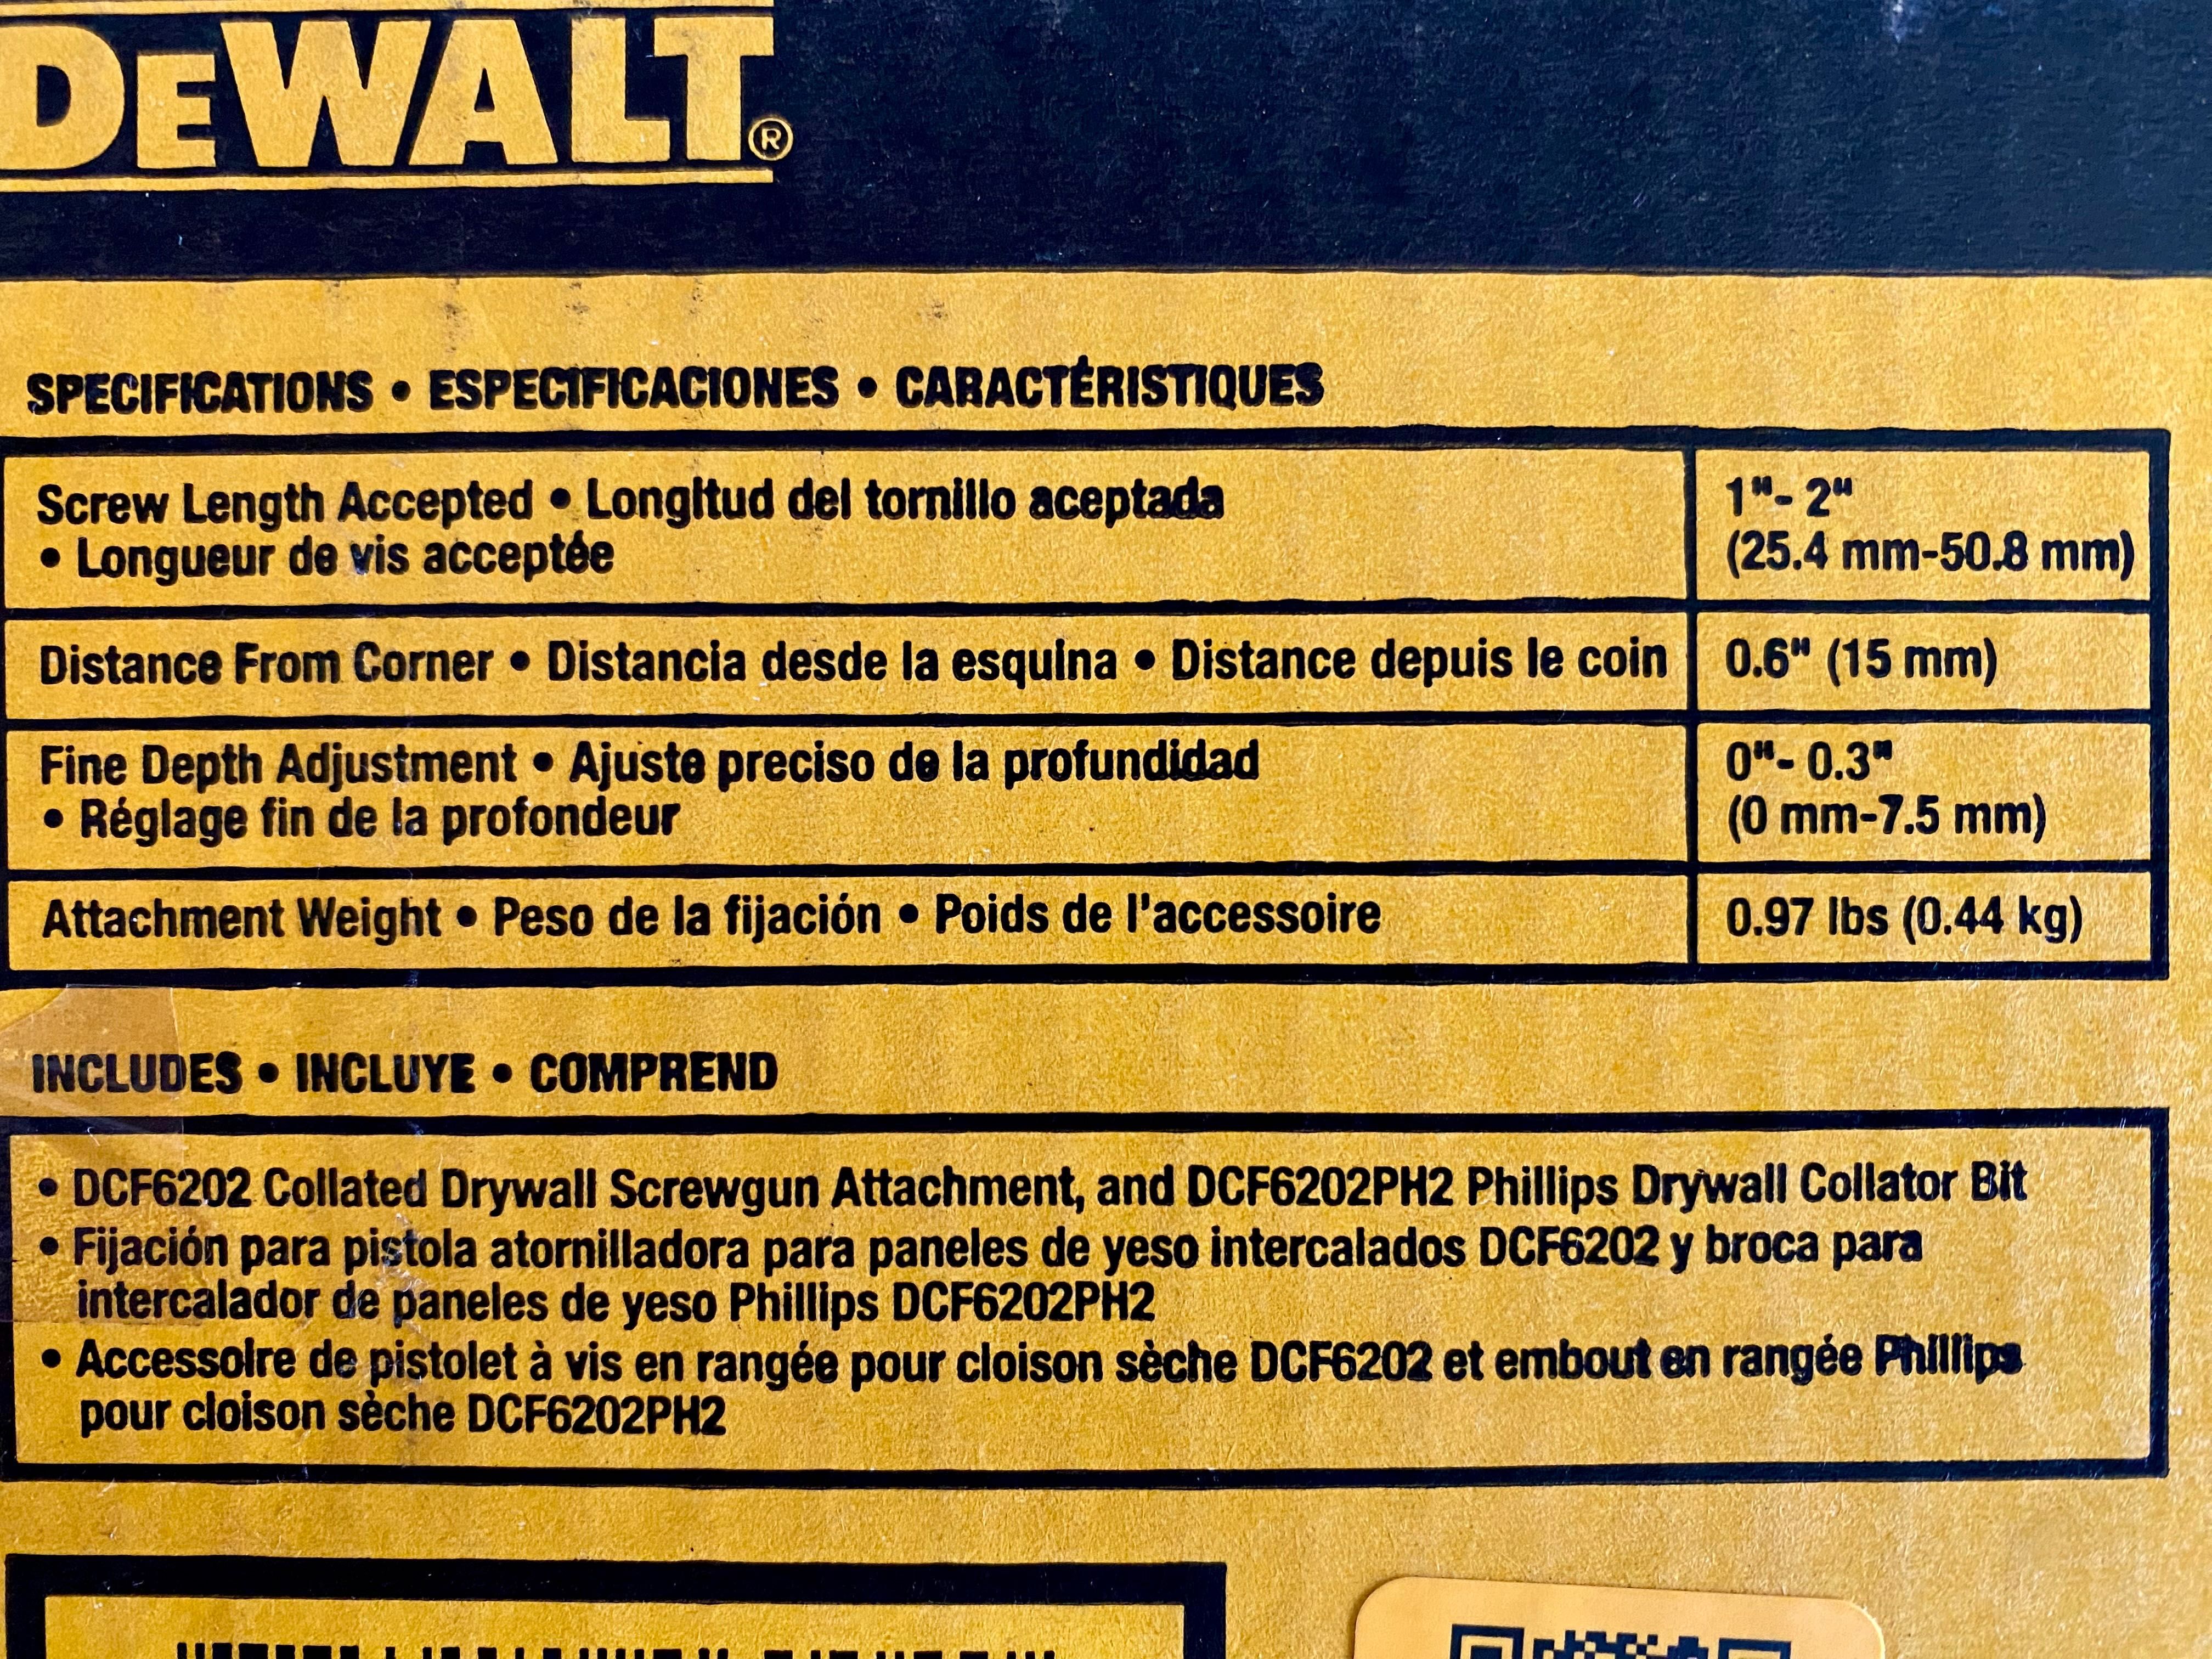 DEWALT®
SPECIFICATIONS • ESPECIFICACIONES • CARACTÉRISTIQUES
Screw Length Accepted • Longitud del tornillo aceptada
• Longueur de vis acceptée
1"- 2"
(25.4 mm-50.8 mm)
Distance From Corner • Distancia desde la esquina • Distance depuis le coin
0.6" (15 mm)
Fine Depth Adjustment • Ajuste preciso de la profundidad
• Réglage fin de la profondeur
0"- 0.3"
(0 mm-7.5 mm)
Attachment Weight • Peso de la fijación • Poids de l'accessoire
0.97 lbs (0.44 kg)
INCLUDES • INCLUYE • COMPREND
• DCF6202 Collated Drywall Screwgun Attachment, and DCF6202PH2 Phillips Drywall Collator Bit
• Fijación para pistola atornilladora para paneles de yeso intercalados DCF6202 y broca para
intercalador de paneles de yeso Phillips DCF6202PH2
• Accessoire de pistolet à vis en rangée pour cloison sèche DCF6202 et embout en rangée Phillips
pour cloison sèche DCF6202PH2